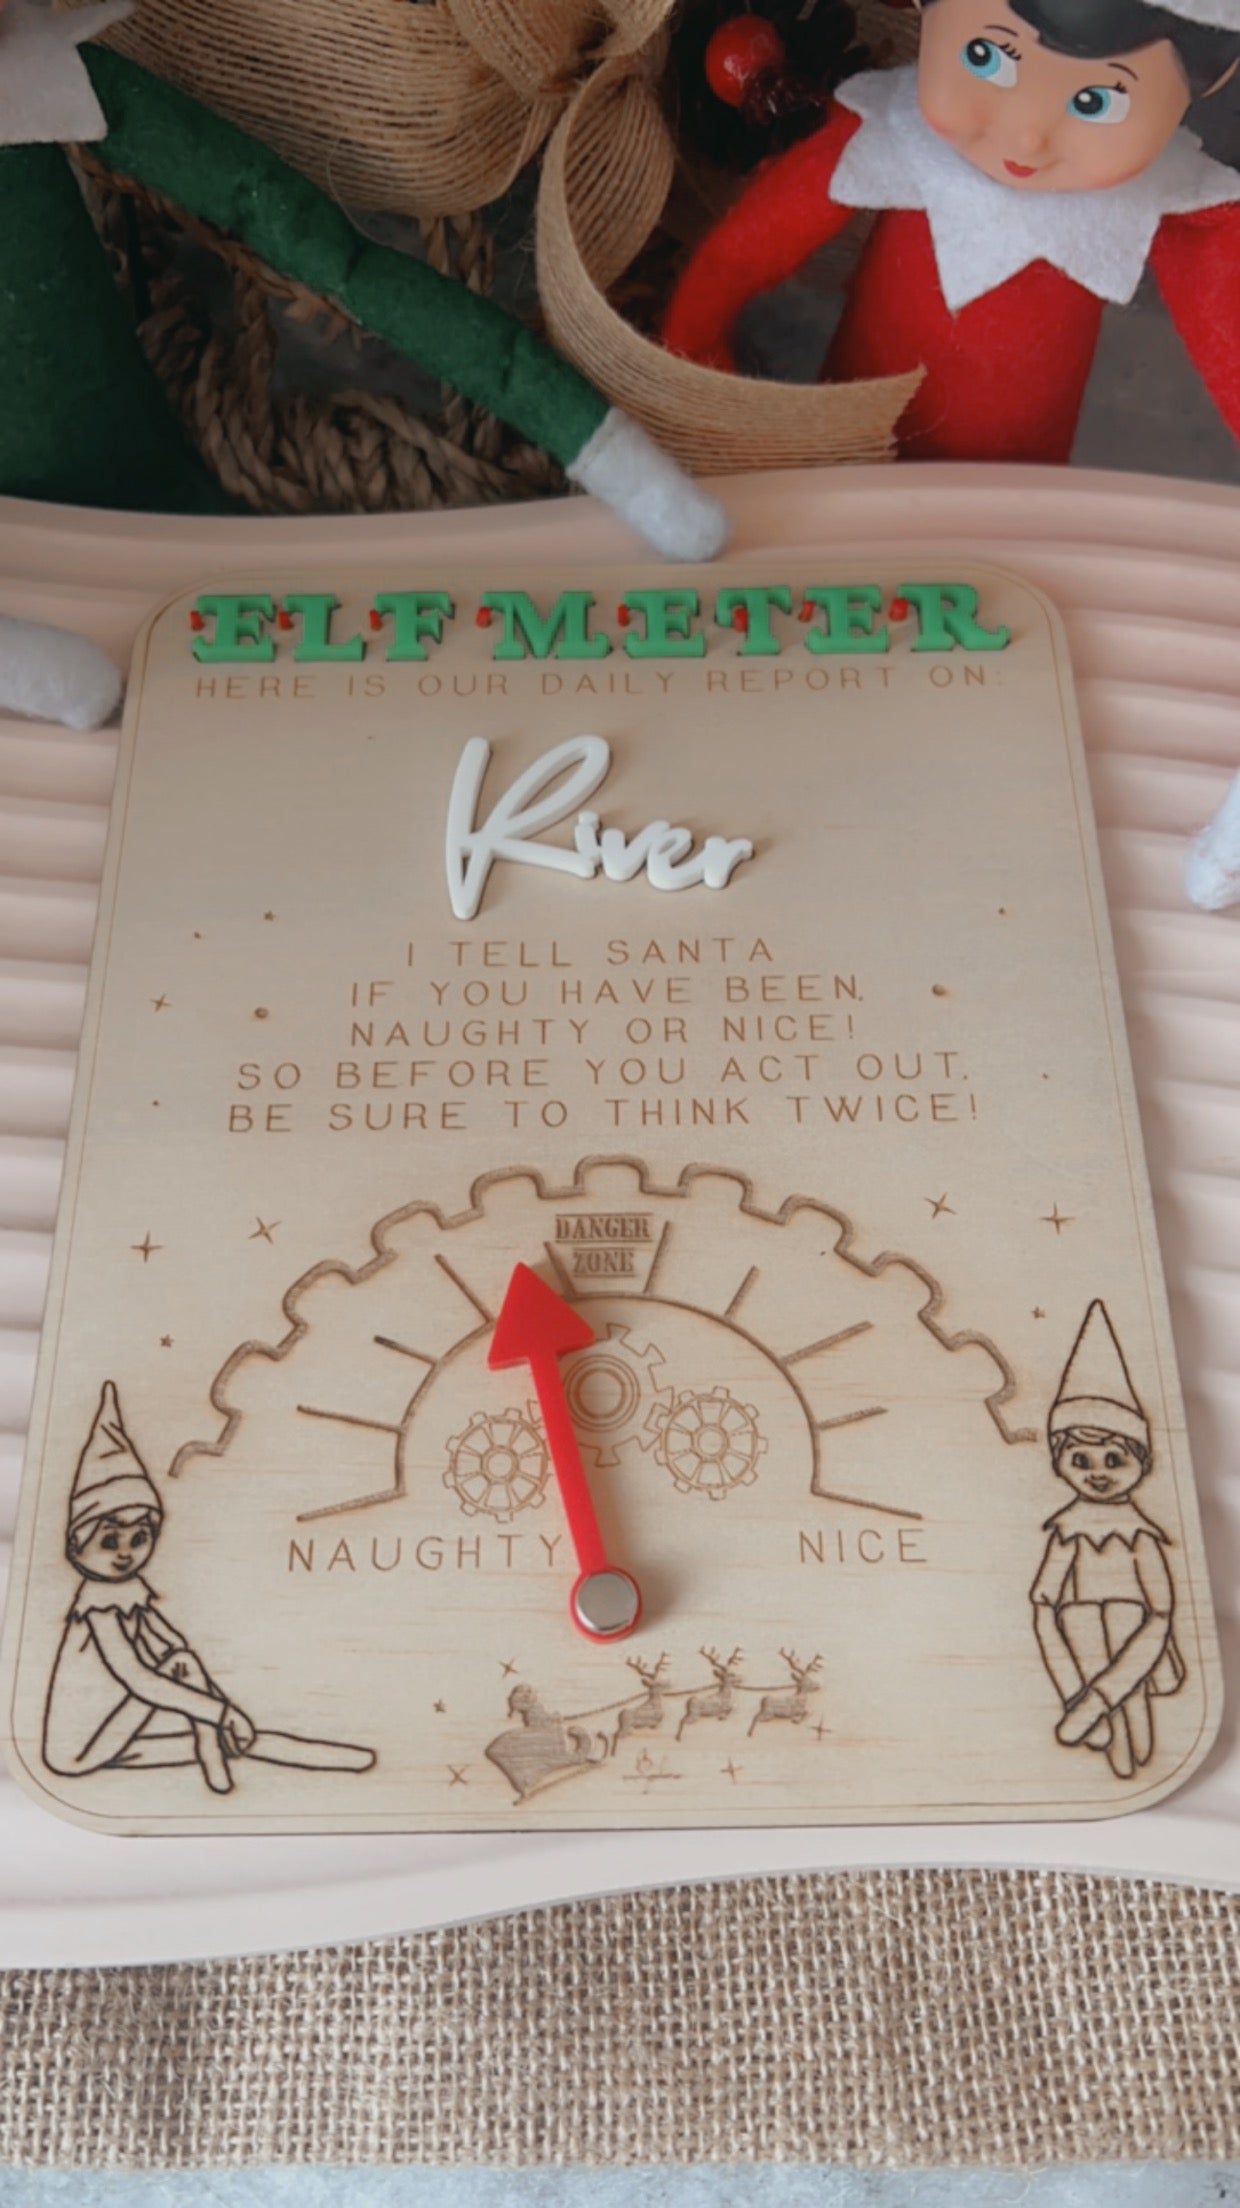 ELF METER
HERE IS OUR DAILY REPORT ON:
River
I TELL SANTA
IF YOU HAVE BEEN,
NAUGHTY OR NICE!
SO BEFORE YOU ACT OUT,
BE SURE TO THINK TWICE!
DANGER
ZONE
NAUGHTY NICE